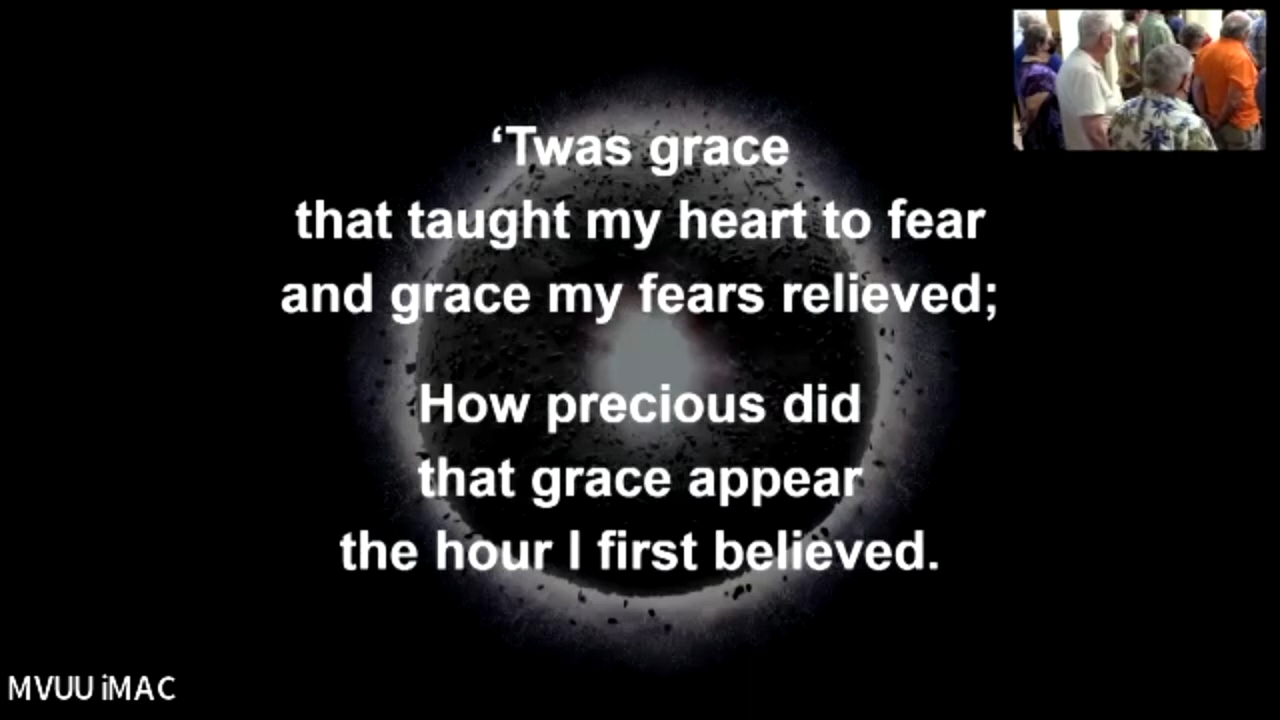 ‘Twas grace
that taught my heart to fear
and grace my fears relieved;
How precious did
that grace appear
the hour I first believed.
MVUU iMAC